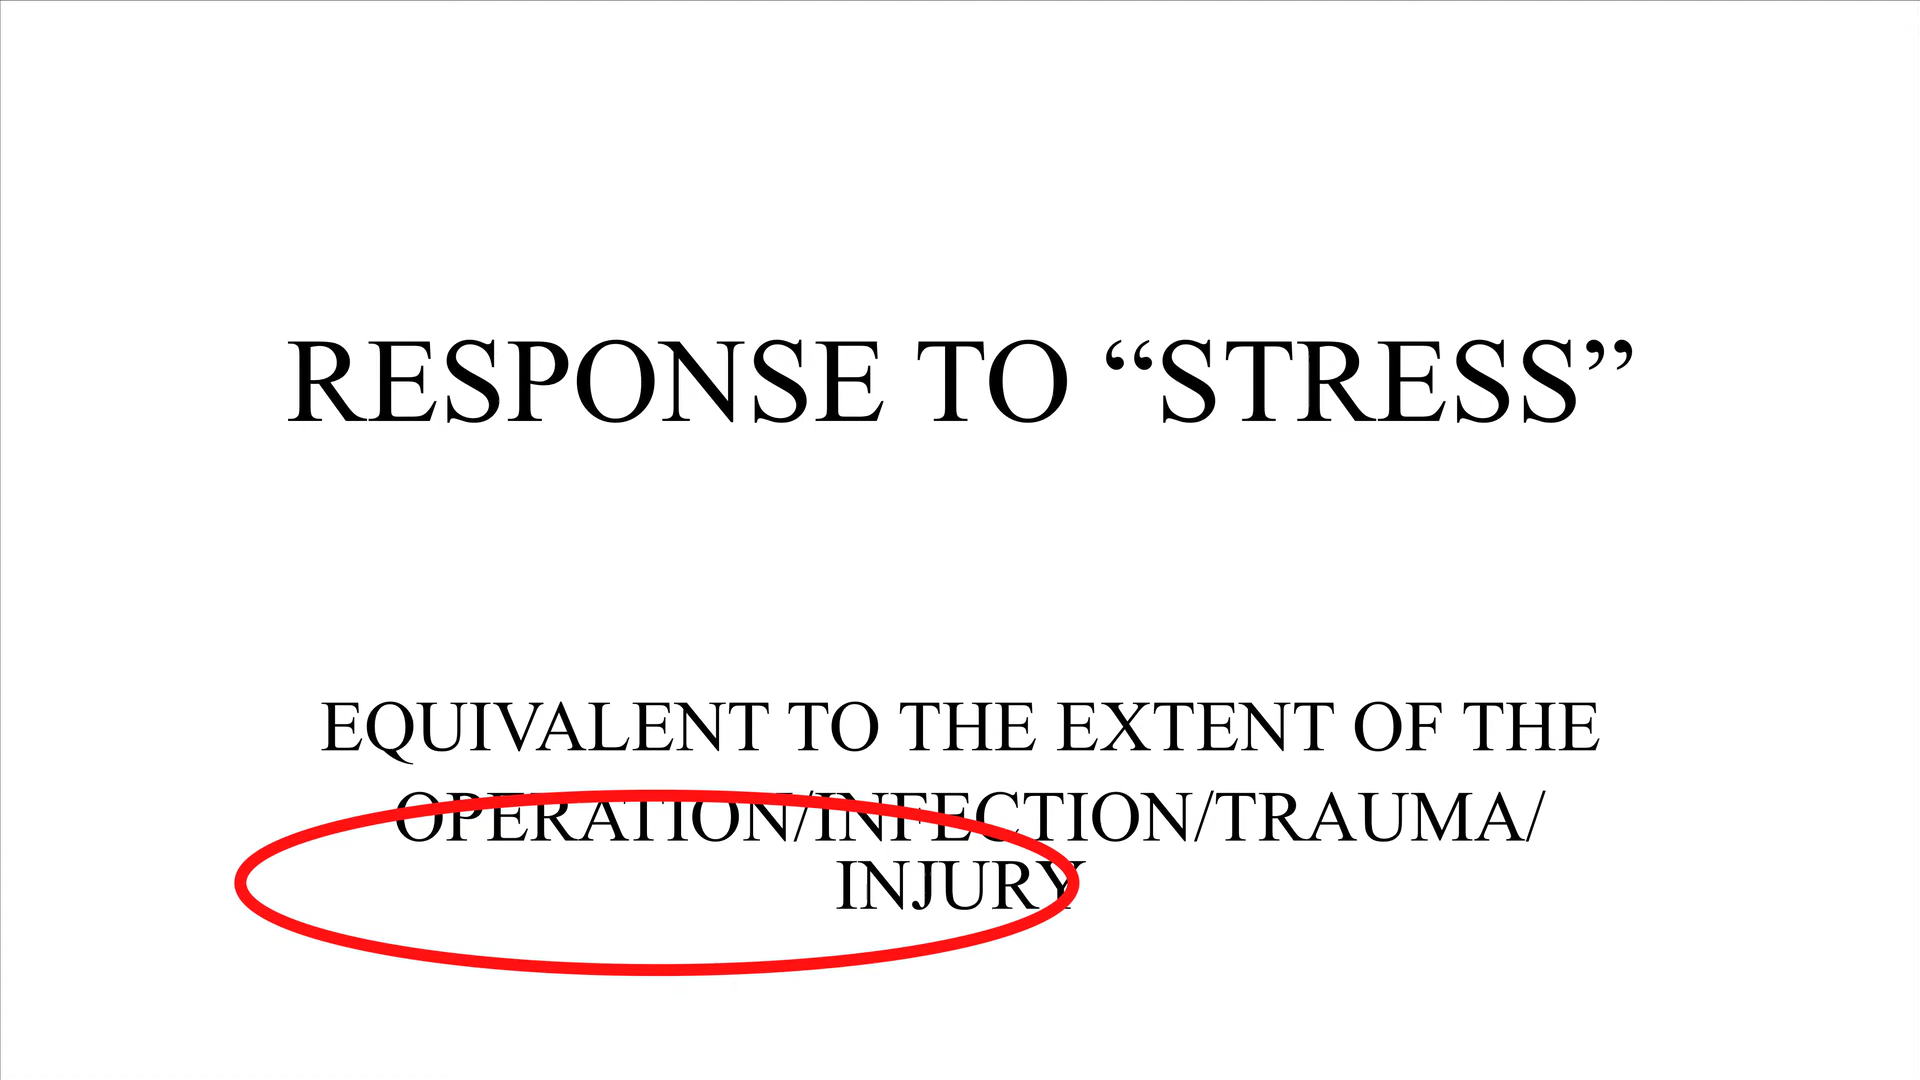 RESPONSE TO “STRESS”
EQUIVALENT TO THE EXTENT OF THE
OPERATION/INFECTION/TRAUMA/
INJURY